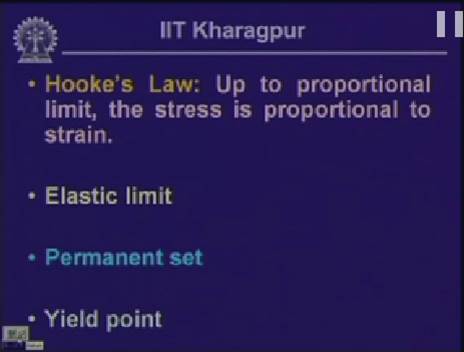 IIT Kharagpur
• Hooke's Law: Up to proportional
limit, the stress is proportional to
strain.
• Elastic limit
• Permanent set
• Yield point